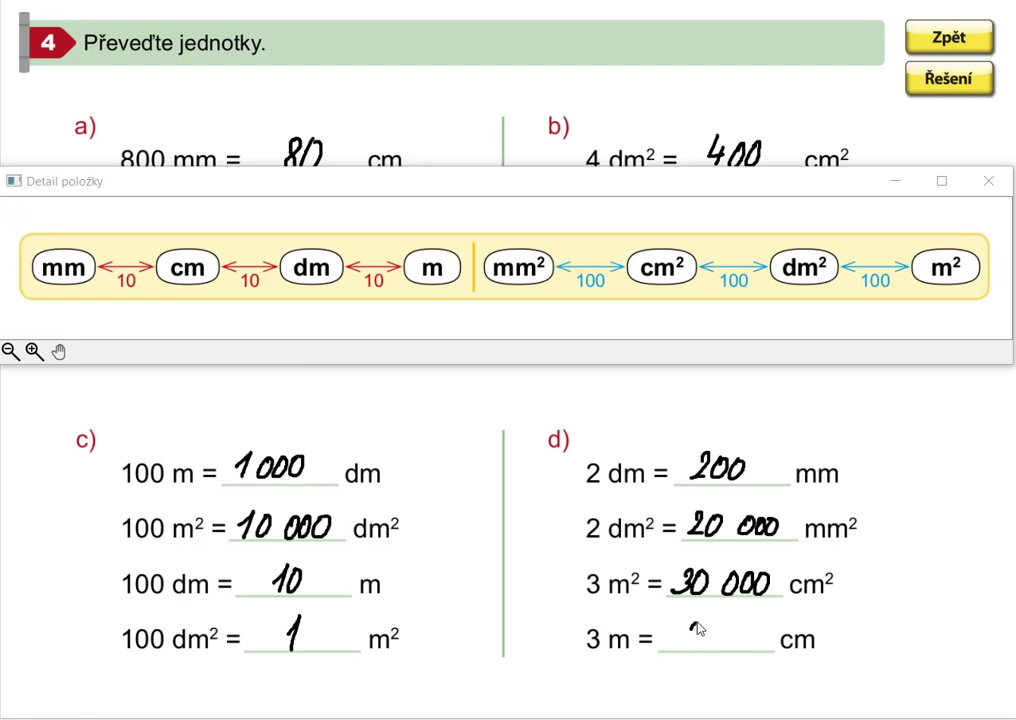 4 Převeďte jednotky.
Zpět
Řešení
a)
800 mm = 80 cm
b)
4 dm² = 400 cm²
Detail položky
mm 10 cm 10 dm 10 m mm² 100 cm² 100 dm² 100 m²
c)
100 m = 1 000 dm
100 m² = 10 000 dm²
100 dm = 10 m
100 dm² = 1 m²
d)
2 dm = 200 mm
2 dm² = 20 000 mm²
3 m² = 30 000 cm²
3 m = cm